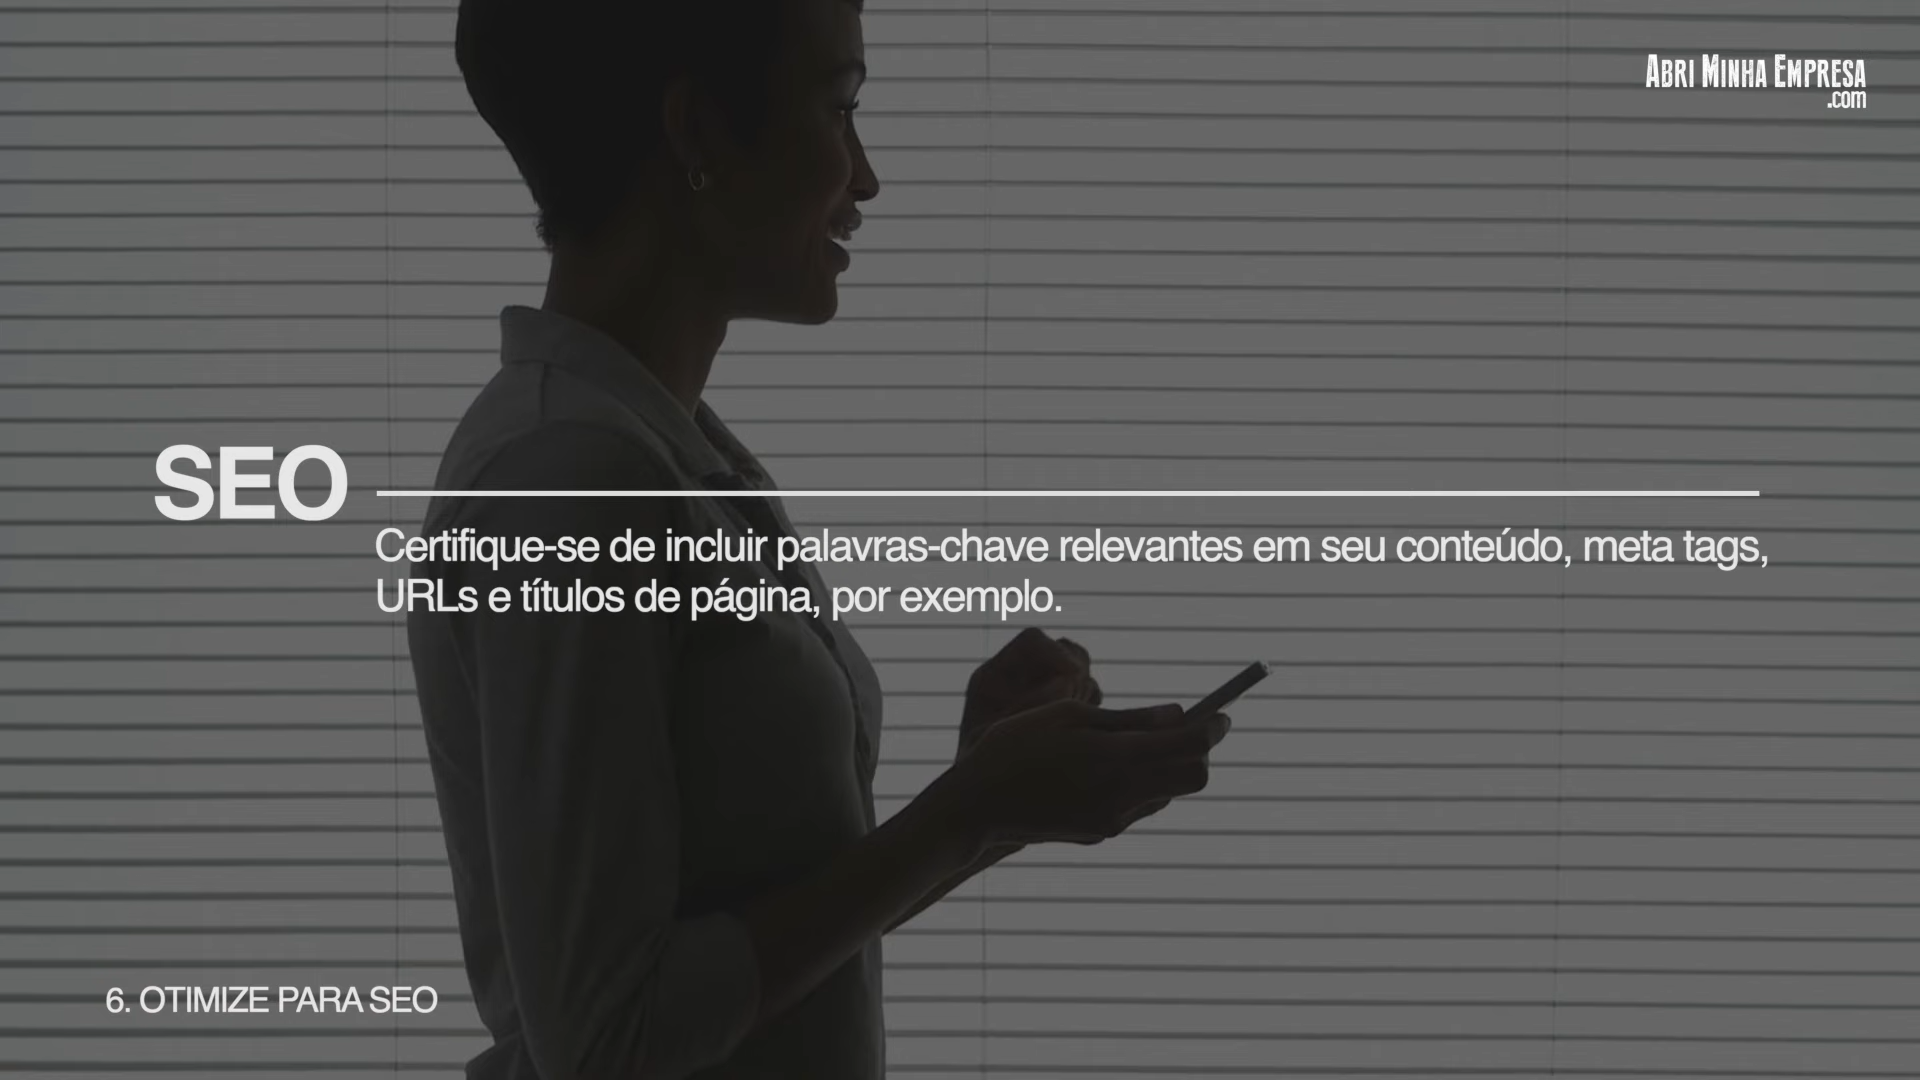 ABRI MINHA EMPRESA
.com
SEO
Certifique-se de incluir palavras-chave relevantes em seu conteúdo, meta tags,
URLs e títulos de página, por exemplo.
6. OTIMIZE PARA SEO